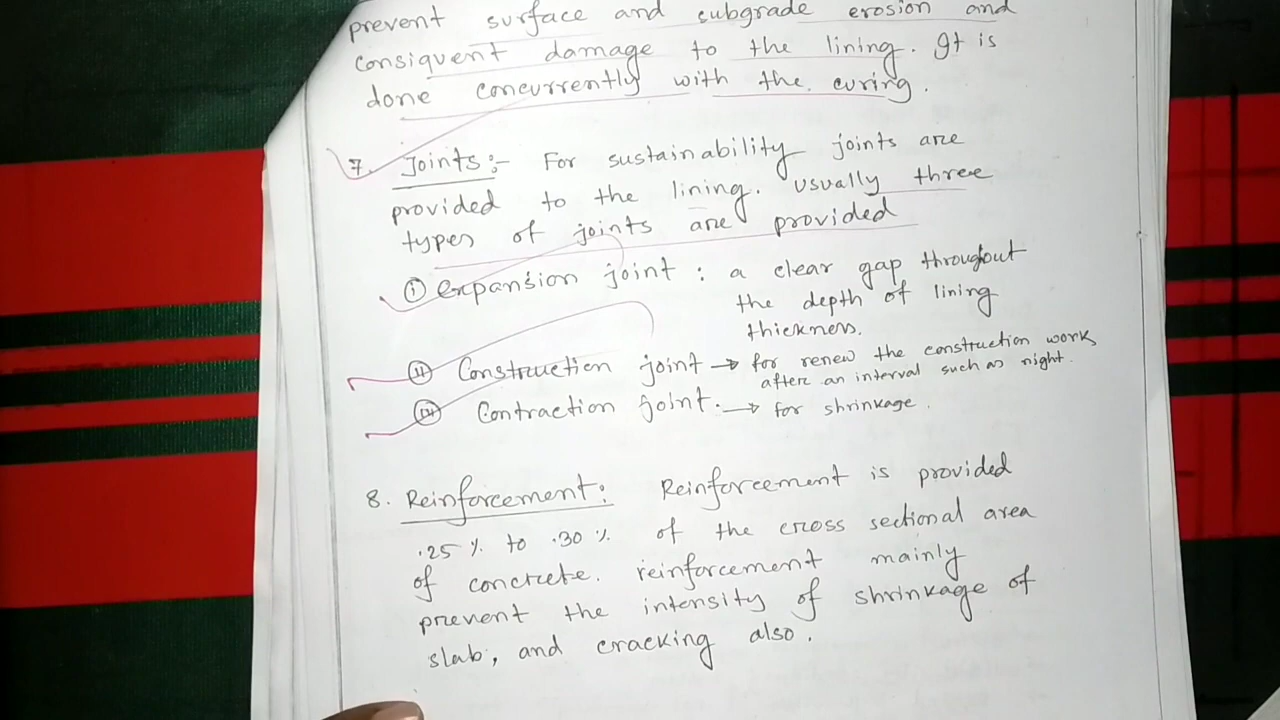 prevent surface and subgrade erosion and
consiquent damage to the lining. It is
done concurrently with the curing.
7. Joints:- For sustainability joints are
provided to the lining. Usually three
types of joints are provided
(i) expansion joint : a clear gap throughout
the depth of lining
thickness.
(ii) Construction joint → for renew the construction work
after an interval such as night.
(iii) Contraction joint. → for shrinkage.
8. Reinforcement: Reinforcement is provided
.25 % to .30 % of the cross sectional area
of concrete. reinforcement mainly
prevent the intensity of shrinkage of
slab, and cracking also.